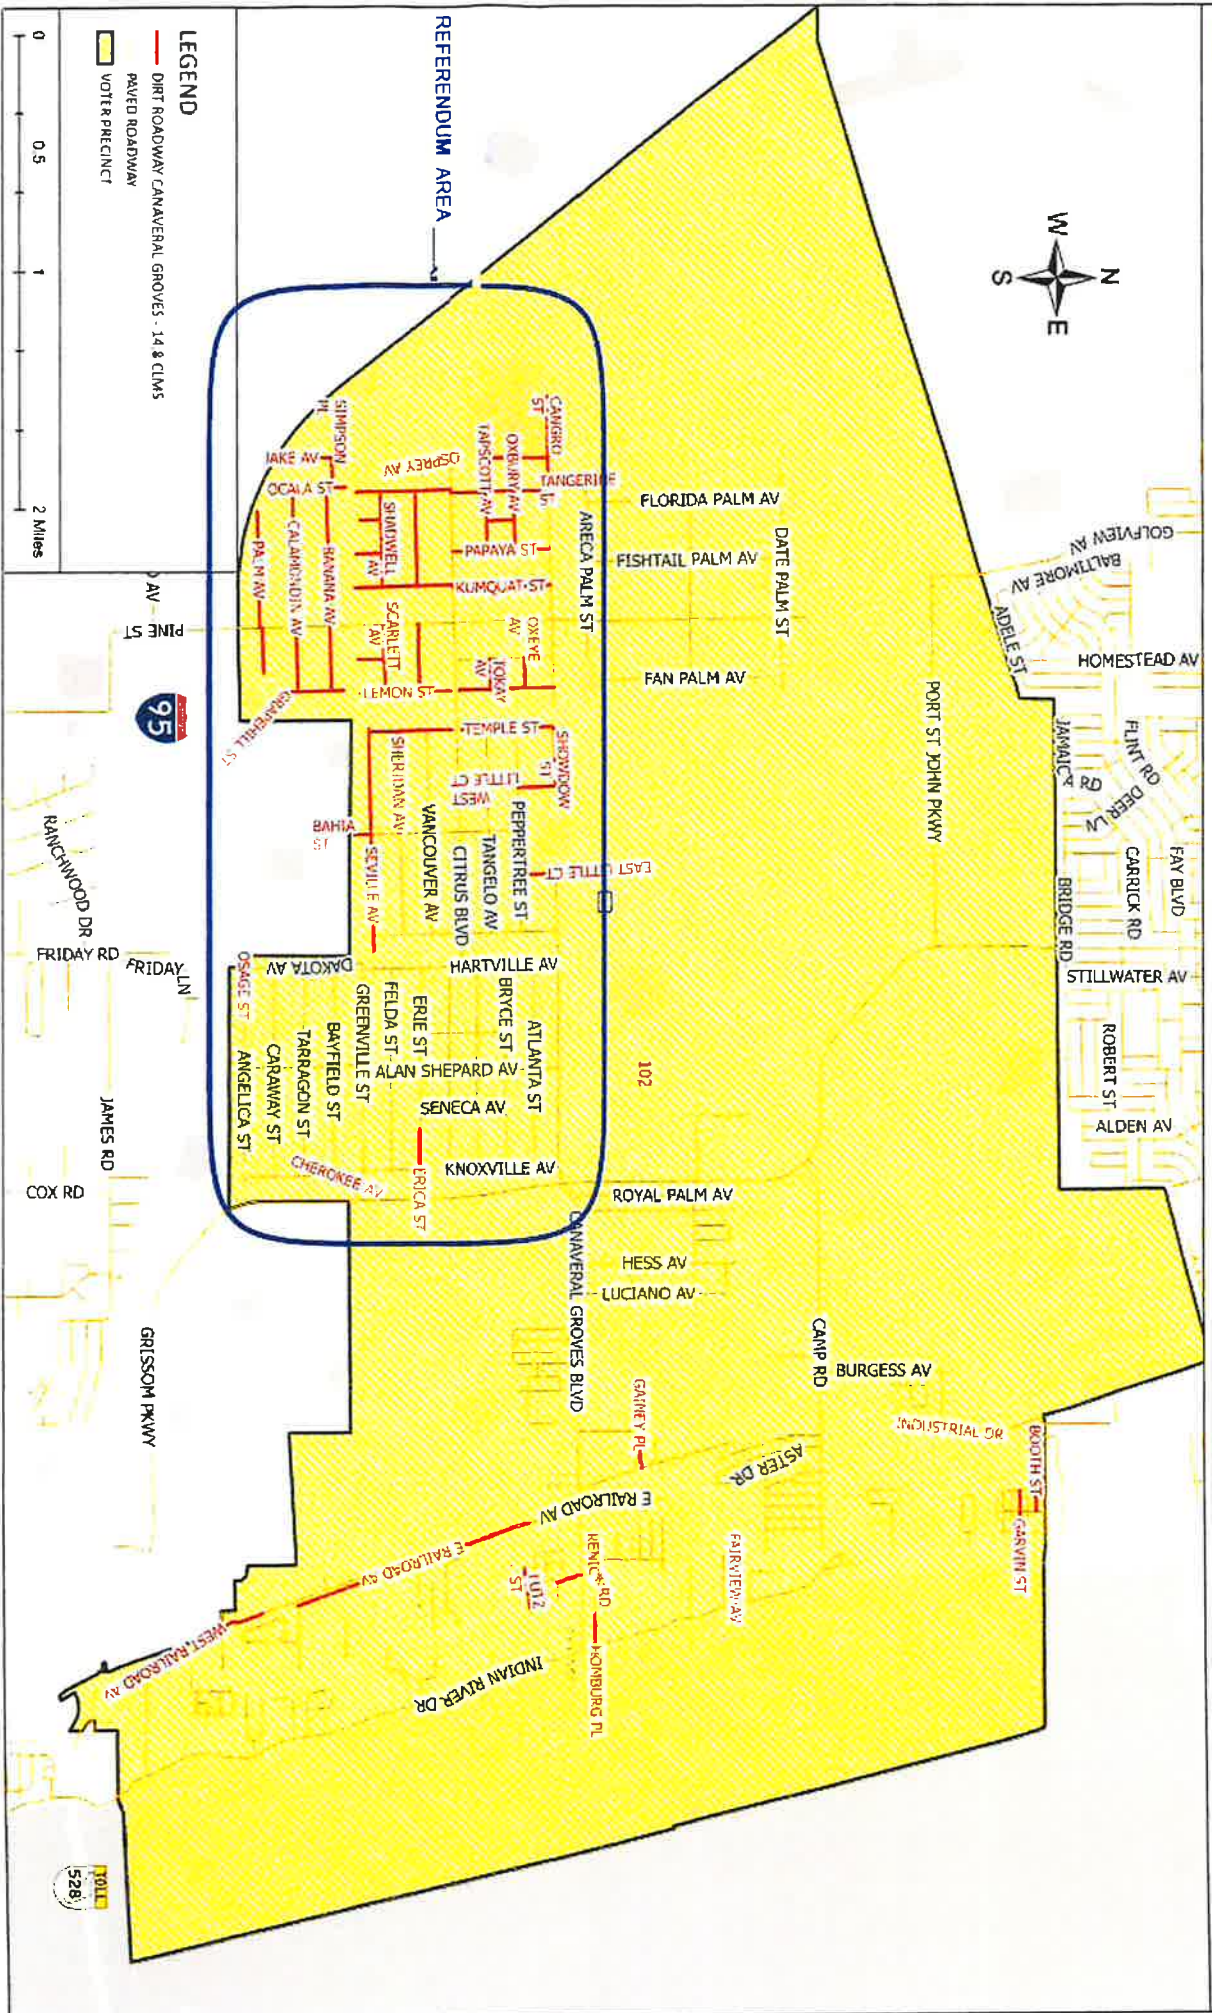 N
W
E
S
GOLFVIEW AV
BALTIMORE AV
ADELE ST
HOMESTEAD AV
FLINT RD
DEER LN
JAMAICA RD
CARRICK RD
FAY BLVD
BRIDGE RD
STILLWATER AV
ROBERT ST
ALDEN AV
PORT ST JOHN PKWY
DATE PALM ST
FLORIDA PALM AV
FISHTAIL PALM AV
FAN PALM AV
ARECA PALM ST
REFERENDUM AREA
CANGRO
ST
TANGERINE
ST
OXBURY AV
TAPSCOTT AV
OSPREY AV
SIMPSON
PL
JAKE AV
OCALA ST
SHADWELL
AV
PAPAYA ST
KUMQUAT ST
BANANA AV
CALAMONDIN AV
PALM AV
SCARLETT
AV
OXEYE
AV
TOKAY
AV
LEMON ST
GRAPEHILL ST
TEMPLE ST
SHOWDOW
ST
WEST
LITTLE CT
EAST LITTLE CT
SHERIDAN AV
VANCOUVER AV
CITRUS BLVD
TANGELO AV
PEPPERTREE ST
BAHIA
ST
SEVILLE AV
DAKOTA AV
OSAGE ST
HARTVILLE AV
BRYCE ST
ATLANTA ST
ERIE ST
FELDA ST
GREENVILLE ST
BAYFIELD ST
TARRAGON ST
CARAWAY ST
ANGELICA ST
ALAN SHEPARD AV
SENECA AV
KNOXVILLE AV
CHEROKEE AV
ERICA ST
102
ROYAL PALM AV
HESS AV
LUCIANO AV
CANAVERAL GROVES BLVD
CAMP RD
BURGESS AV
INDUSTRIAL DR
BOOTH ST
GARVIN ST
GATNEY PL
ASTER DR
E RAILROAD AV
E RAILROAD AV
WEST RAILROAD AV
RENICK RD
LUTZ
ST
HOMBURG PL
FAIRVIEW AV
INDIAN RIVER DR
TOLL
528
PINE ST
95
RANCHWOOD DR
FRIDAY RD
FRIDAY LN
JAMES RD
COX RD
GRISSOM PKWY
LEGEND
DIRT ROADWAY CANAVERAL GROVES - 14.8 CLMS
PAVED ROADWAY
VOTER PRECINCT
0 0.5 1 2 Miles